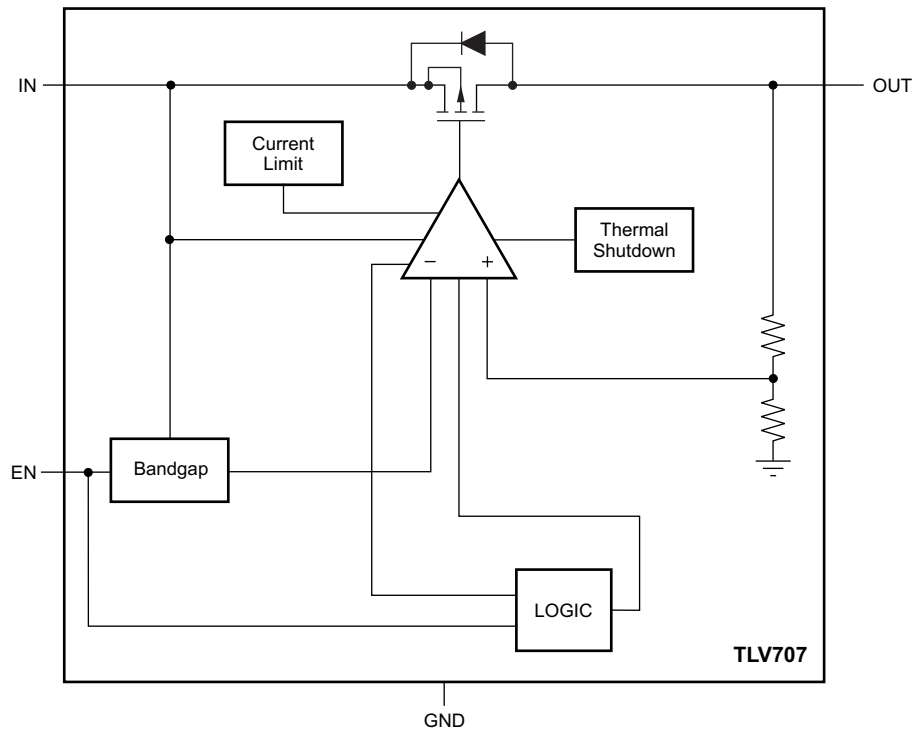 IN
OUT
Current
Limit
Thermal
Shutdown
−
+
EN
Bandgap
LOGIC
TLV707
GND